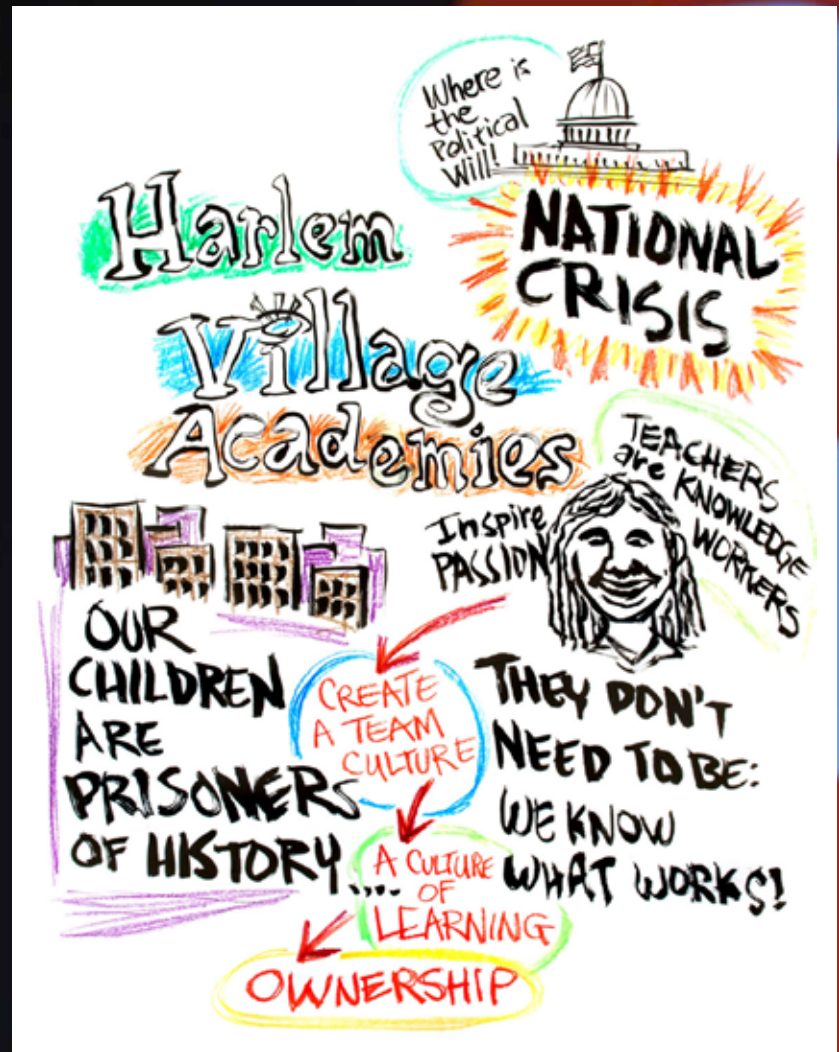 Where is
the
Political
Will!
NATIONAL
CRISIS
Harlem
Village
Academies
TEACHERS
are KNOWLEDGE
WORKERS
Inspire
PASSION
OUR
CHILDREN
ARE
PRISONERS
OF HISTORY....
THEY DON'T
NEED TO BE:
WE KNOW
WHAT WORKS!
CREATE
A TEAM
CULTURE
A CULTURE
OF
LEARNING
OWNERSHIP